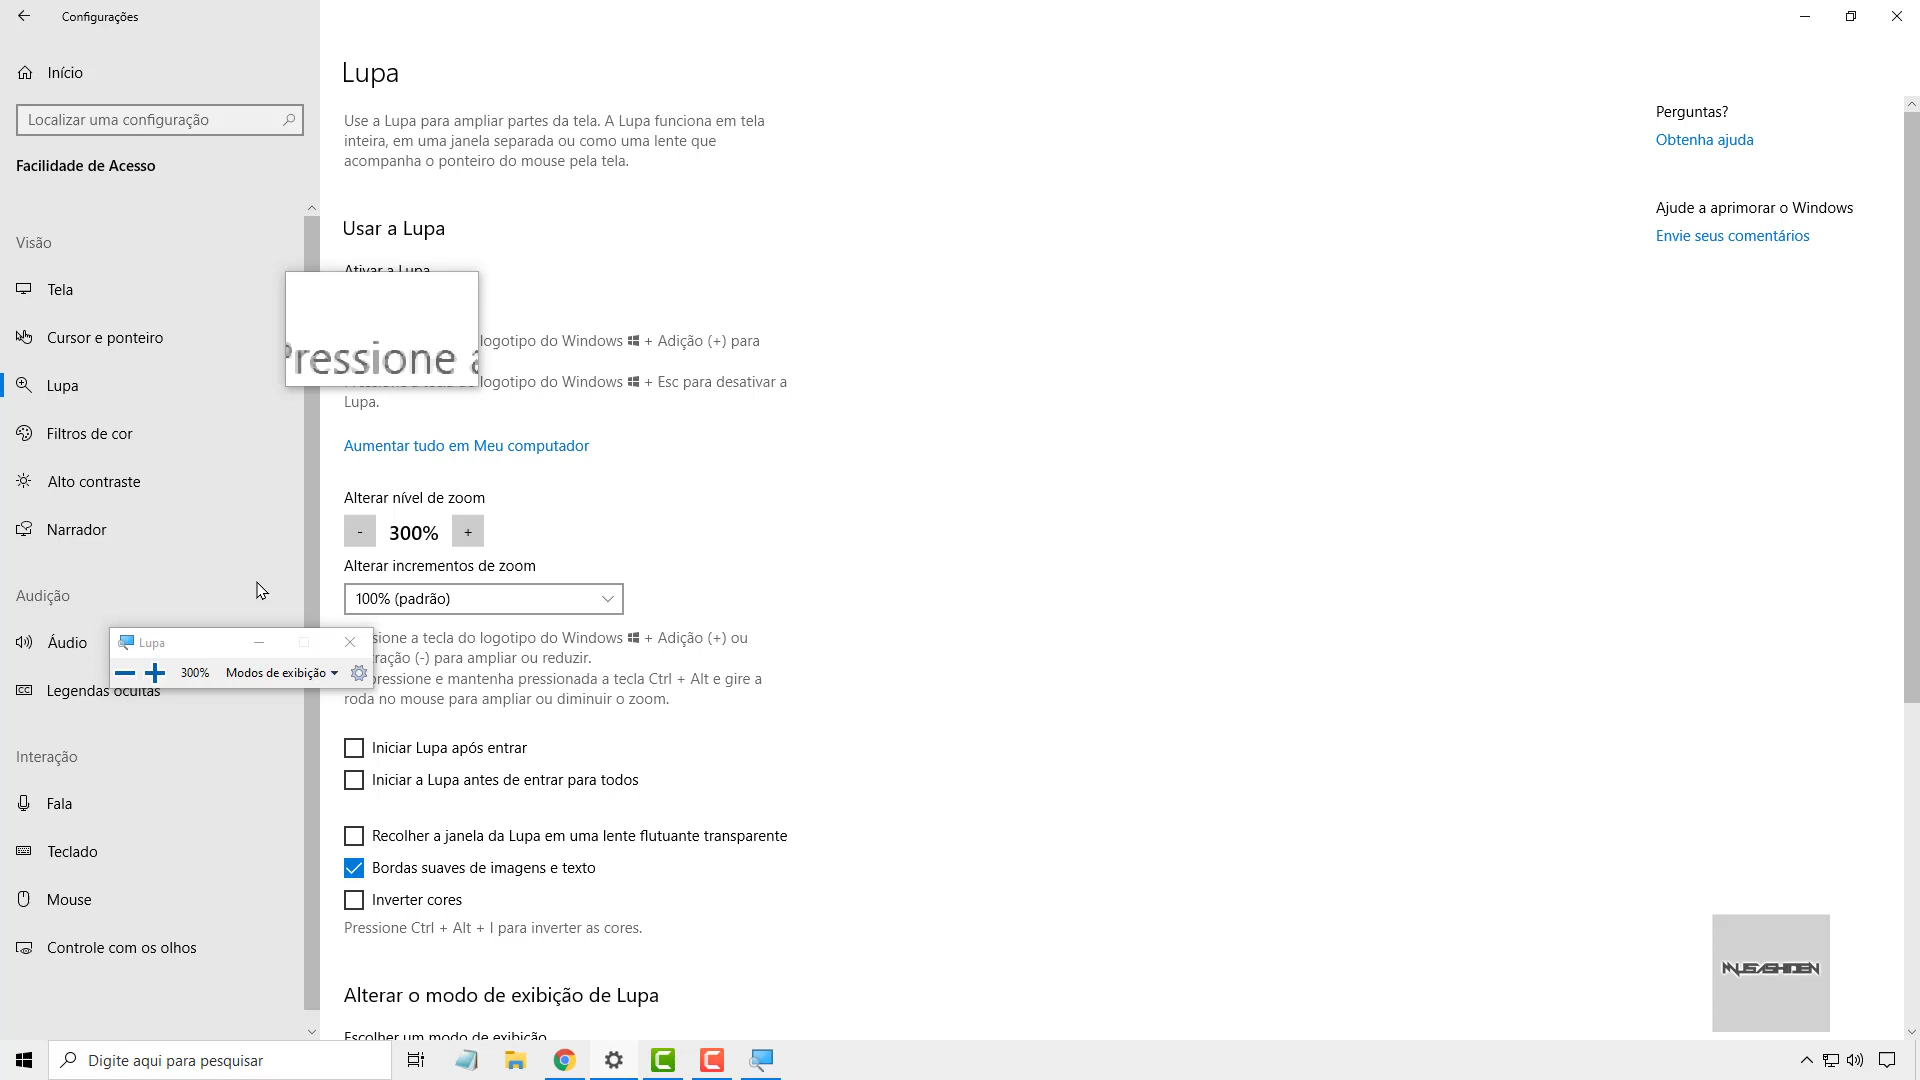 Configurações
Início
Localizar uma configuração
Facilidade de Acesso
Visão
Tela
Cursor e ponteiro
Lupa
Filtros de cor
Alto contraste
Narrador
Audição
Áudio
Legendas ocultas
Interação
Fala
Teclado
Mouse
Controle com os olhos
Lupa
300%
Modos de exibição
Lupa
Use a Lupa para ampliar partes da tela. A Lupa funciona em tela
inteira, em uma janela separada ou como uma lente que
acompanha o ponteiro do mouse pela tela.
Usar a Lupa
Ativar a Lupa
Pressione a
logotipo do Windows + Adição (+) para
logotipo do Windows + Esc para desativar a
Lupa.
Aumentar tudo em Meu computador
Alterar nível de zoom
- 300% +
Alterar incrementos de zoom
100% (padrão)
sione a tecla do logotipo do Windows + Adição (+) ou
ração (-) para ampliar ou reduzir.
pressione e mantenha pressionada a tecla Ctrl + Alt e gire a
roda no mouse para ampliar ou diminuir o zoom.
Iniciar Lupa após entrar
Iniciar a Lupa antes de entrar para todos
Recolher a janela da Lupa em uma lente flutuante transparente
Bordas suaves de imagens e texto
Inverter cores
Pressione Ctrl + Alt + I para inverter as cores.
Alterar o modo de exibição de Lupa
Escolher um modo de exibição
Perguntas?
Obtenha ajuda
Ajude a aprimorar o Windows
Envie seus comentários
MUSASHIDEN
Digite aqui para pesquisar